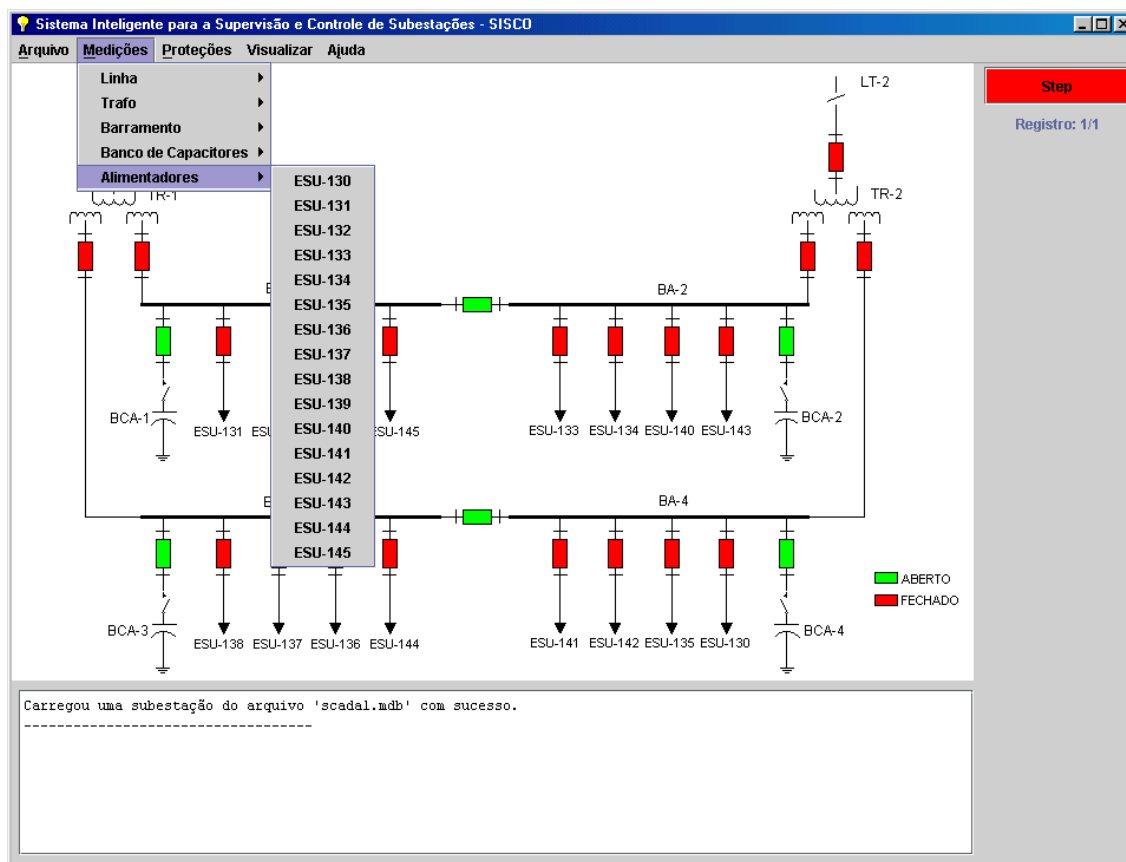 Sistema Inteligente para a Supervisão e Controle de Subestações - SISCO
Arquivo Medições Proteções Visualizar Ajuda
Linha
Trafo
Barramento
Banco de Capacitores
Alimentadores
ESU-130
ESU-131
ESU-132
ESU-133
ESU-134
ESU-135
ESU-136
ESU-137
ESU-138
ESU-139
ESU-140
ESU-141
ESU-142
ESU-143
ESU-144
ESU-145
LT-2
Step
Registro: 1/1
TR-1
TR-2
BA-2
BCA-1
ESU-131
ESU-145
ESU-133 ESU-134 ESU-140 ESU-143
BCA-2
BA-4
BCA-3
ESU-138 ESU-137 ESU-136 ESU-144
ESU-141 ESU-142 ESU-135 ESU-130
BCA-4
ABERTO
FECHADO
Carregou uma subestação do arquivo 'scadal.mdb' com sucesso.
-----------------------------------